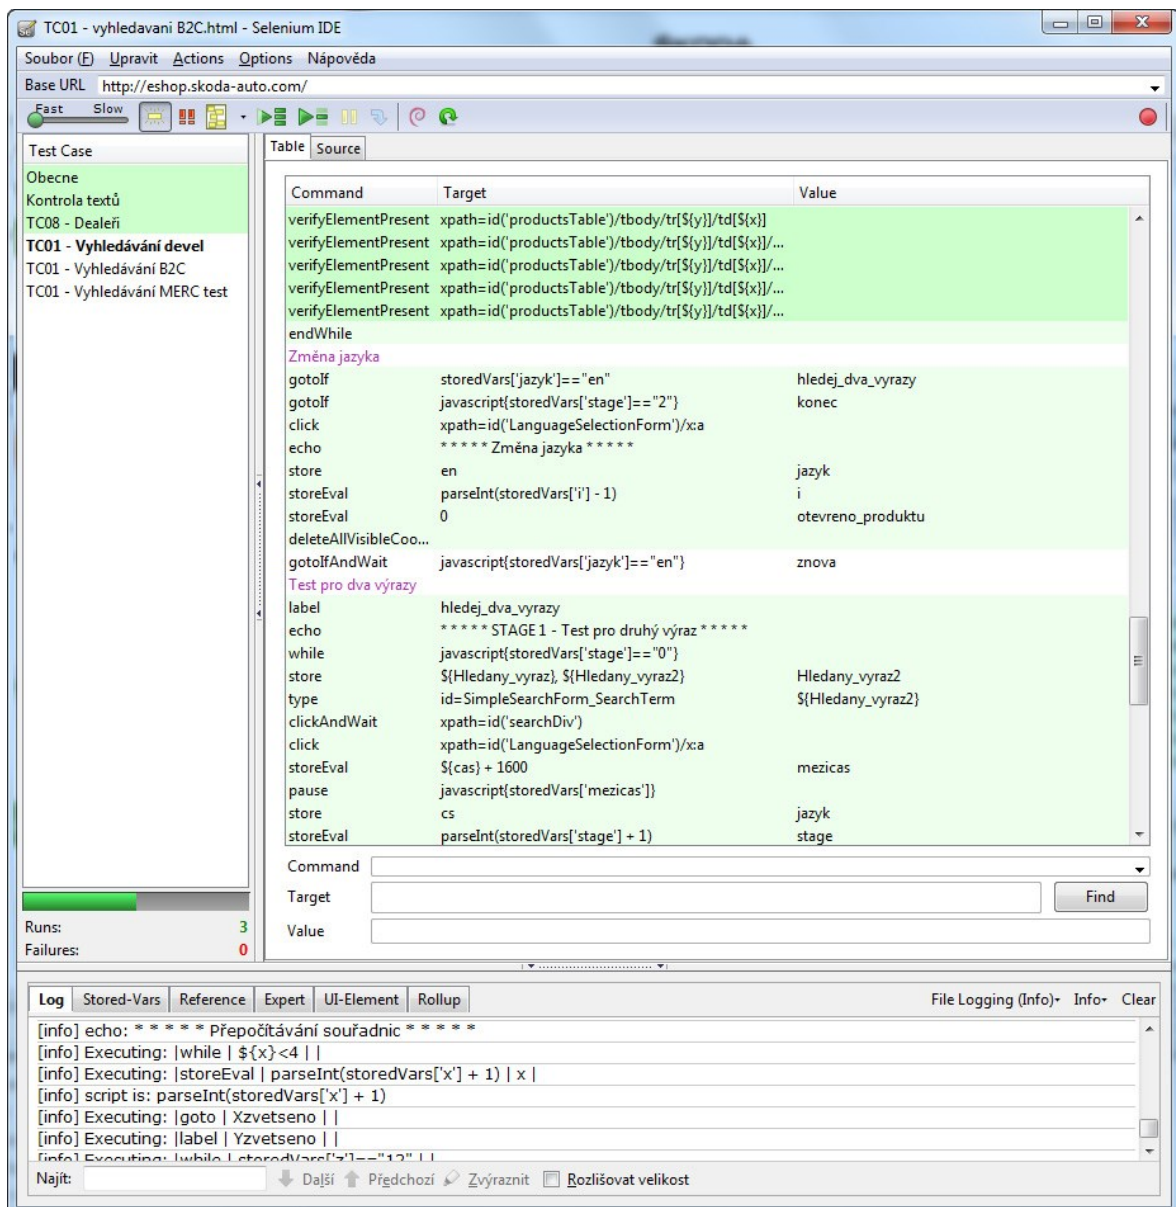 TC01 - vyhledavani B2C.html - Selenium IDE
Soubor (F) Upravit Actions Options Nápověda
Base URL http://eshop.skoda-auto.com/
Fast Slow
Test Case
Obecne
Kontrola textů
TC08 - Dealeři
TC01 - Vyhledávání devel
TC01 - Vyhledávání B2C
TC01 - Vyhledávání MERC test
Runs: 3
Failures: 0
Table Source
Command Target Value
verifyElementPresent xpath=id('productsTable')/tbody/tr[${y}]/td[${x}]
verifyElementPresent xpath=id('productsTable')/tbody/tr[${y}]/td[${x}]/...
verifyElementPresent xpath=id('productsTable')/tbody/tr[${y}]/td[${x}]/...
verifyElementPresent xpath=id('productsTable')/tbody/tr[${y}]/td[${x}]/...
verifyElementPresent xpath=id('productsTable')/tbody/tr[${y}]/td[${x}]/...
endWhile
Změna jazyka
gotoIf storedVars['jazyk']=="en" hledej_dva_vyrazy
gotoIf javascript{storedVars['stage']=="2"} konec
click xpath=id('LanguageSelectionForm')/x:a
echo * * * * * Změna jazyka * * * * *
store en jazyk
storeEval parseInt(storedVars['i'] - 1) i
storeEval 0 otevreno_produktu
deleteAllVisibleCoo...
gotoIfAndWait javascript{storedVars['jazyk']=="en"} znova
Test pro dva výrazy
label hledej_dva_vyrazy
echo * * * * * STAGE 1 - Test pro druhý výraz * * * * *
while javascript{storedVars['stage']=="0"}
store ${Hledany_vyraz}, ${Hledany_vyraz2} Hledany_vyraz2
type id=SimpleSearchForm_SearchTerm ${Hledany_vyraz2}
clickAndWait xpath=id('searchDiv')
click xpath=id('LanguageSelectionForm')/x:a
storeEval ${cas} + 1600 mezicas
pause javascript{storedVars['mezicas']}
store cs jazyk
storeEval parseInt(storedVars['stage'] + 1) stage
Command
Target Find
Value
Log Stored-Vars Reference Expert UI-Element Rollup File Logging (Info) Info Clear
[info] echo: * * * * * Přepočítávání souřadnic * * * * *
[info] Executing: |while | ${x}<4 | |
[info] Executing: |storeEval | parseInt(storedVars['x'] + 1) | x |
[info] script is: parseInt(storedVars['x'] + 1)
[info] Executing: |goto | Xzvetseno | |
[info] Executing: |label | Yzvetseno | |
[info] Executing: |while | storedVars['z']=="12" | |
Najít: Další Předchozí Zvýraznit Rozlišovat velikost